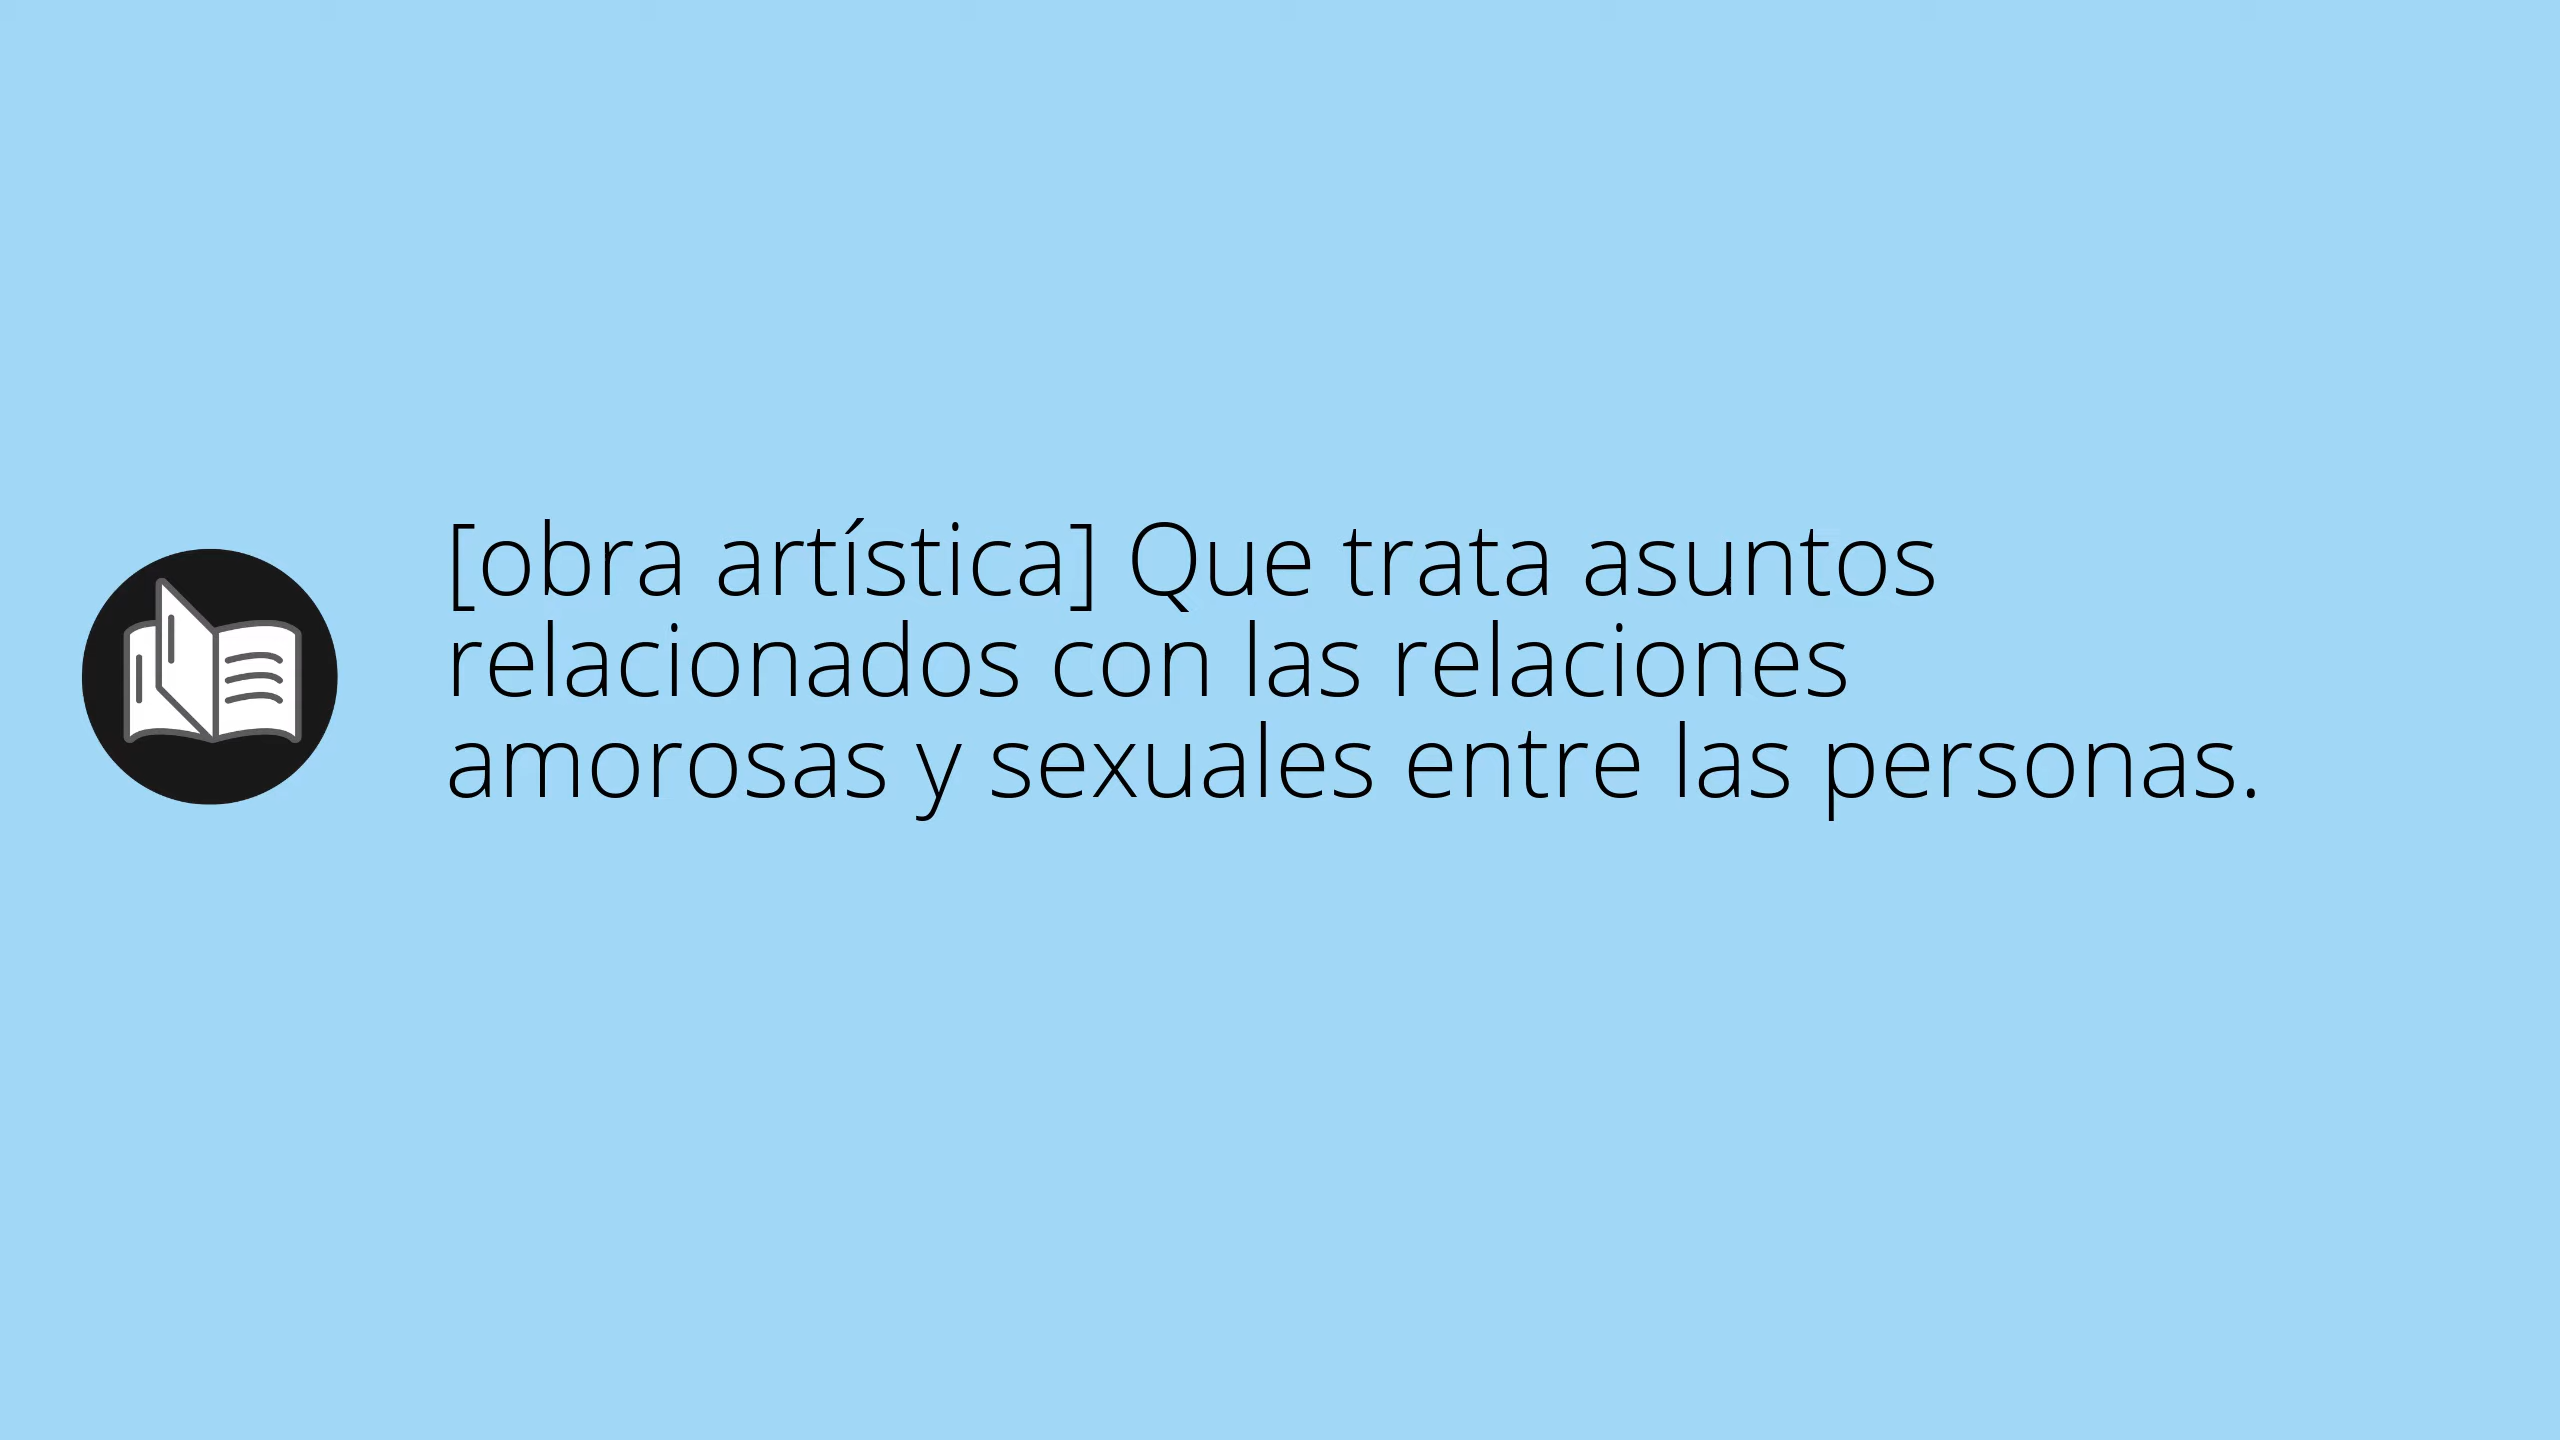 [obra artística] Que trata asuntos
relacionados con las relaciones
amorosas y sexuales entre las personas.